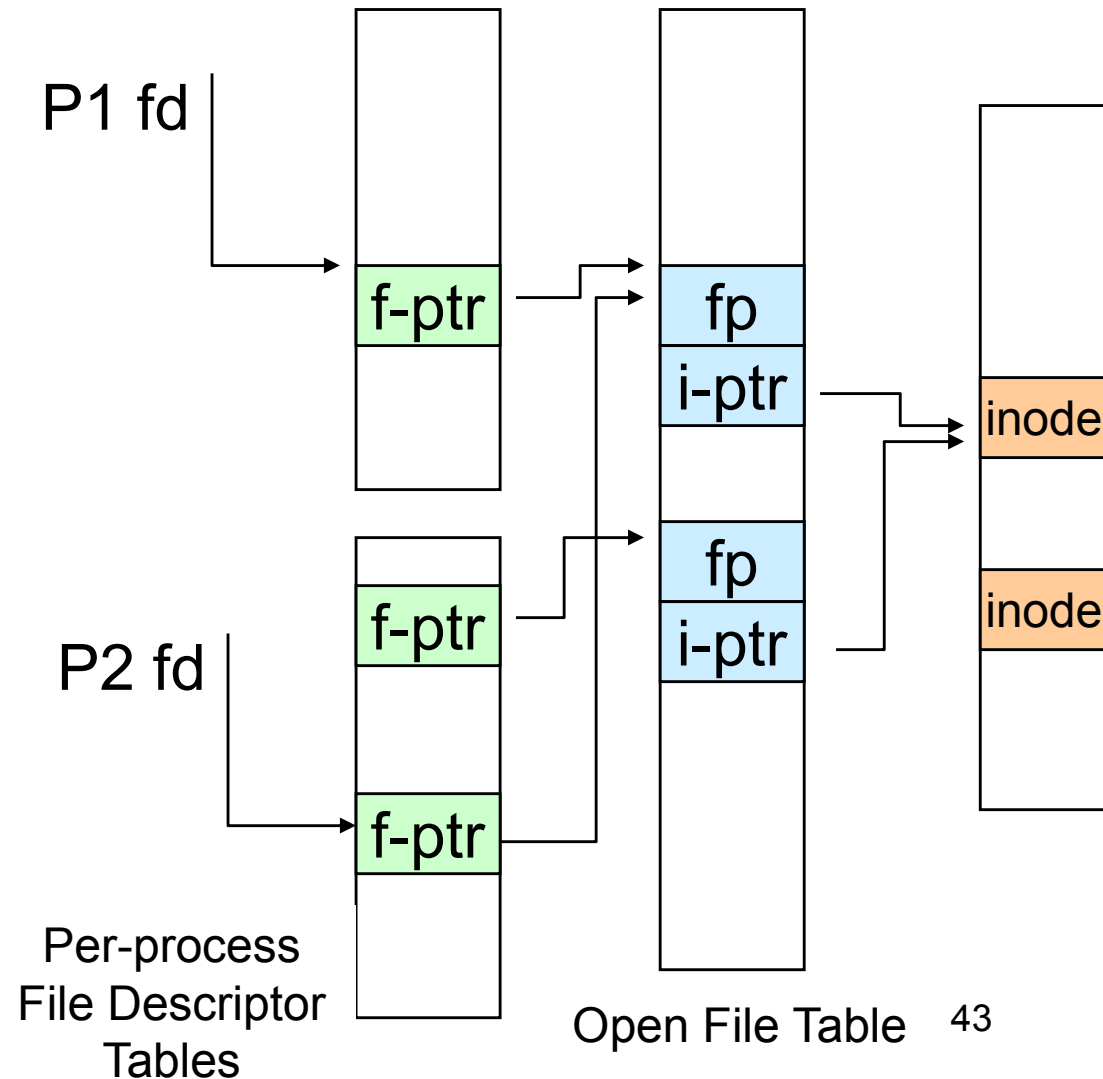 P1 fd
f-ptr
fp
i-ptr
inode
fp
i-ptr
inode
f-ptr
P2 fd
f-ptr
Per-process
File Descriptor
Tables
Open File Table
43